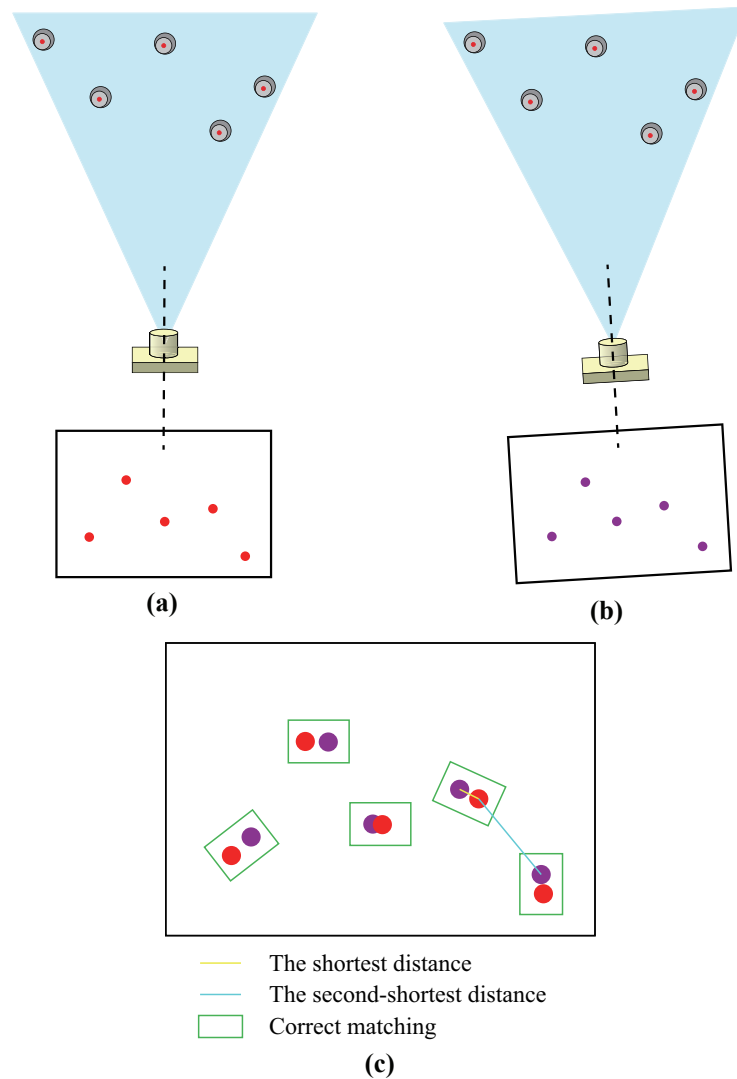 (a)
(b)
The shortest distance
The second-shortest distance
Correct matching
(c)